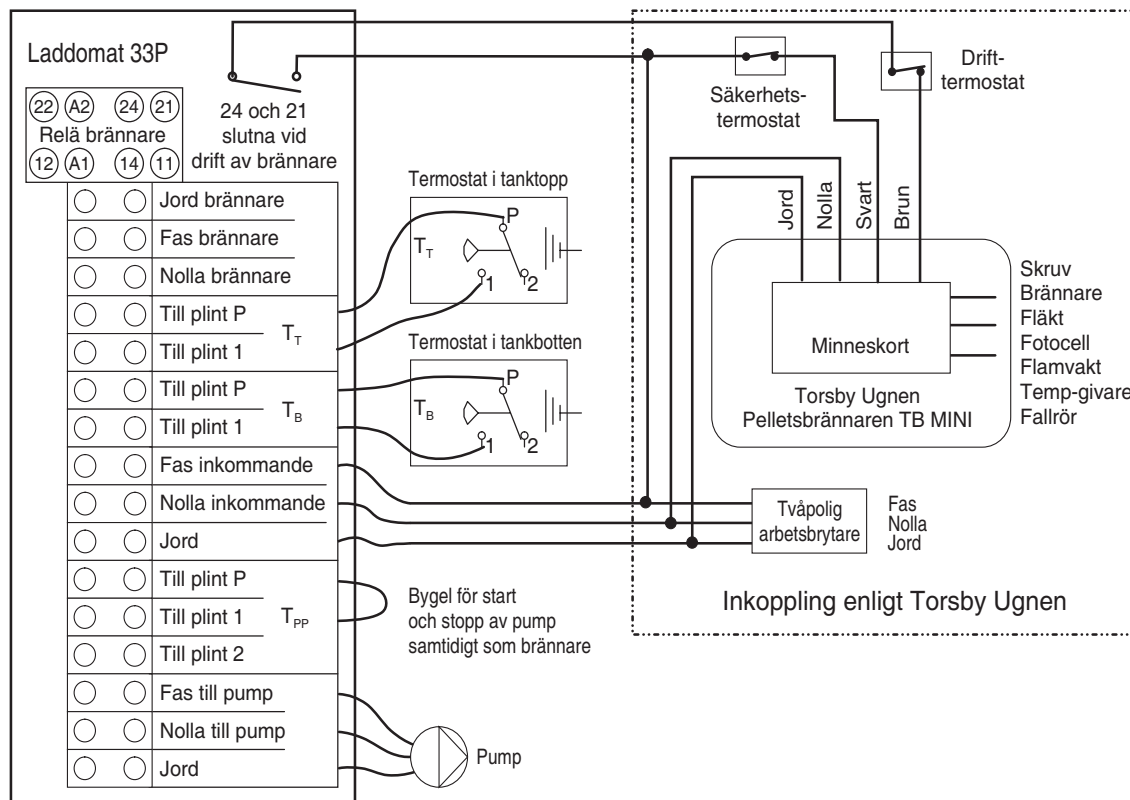 Laddomat 33P
22 A2 24 21
Relä brännare
12 A1 14 11
24 och 21
slutna vid
drift av brännare
Jord brännare
Fas brännare
Nolla brännare
Till plint P
Till plint 1
T_T
Till plint P
Till plint 1
T_B
Fas inkommande
Nolla inkommande
Jord
Till plint P
Till plint 1
Till plint 2
T_PP
Fas till pump
Nolla till pump
Jord
Termostat i tanktopp
P
T_T
1
2
Termostat i tankbotten
P
T_B
1
2
Bygel för start
och stopp av pump
samtidigt som brännare
Pump
Säkerhets-
termostat
Drift-
termostat
Jord
Nolla
Svart
Brun
Minneskort
Torsby Ugnen
Pelletsbrännaren TB MINI
Skruv
Brännare
Fläkt
Fotocell
Flamvakt
Temp-givare
Fallrör
Tvåpolig
arbetsbrytare
Fas
Nolla
Jord
Inkoppling enligt Torsby Ugnen